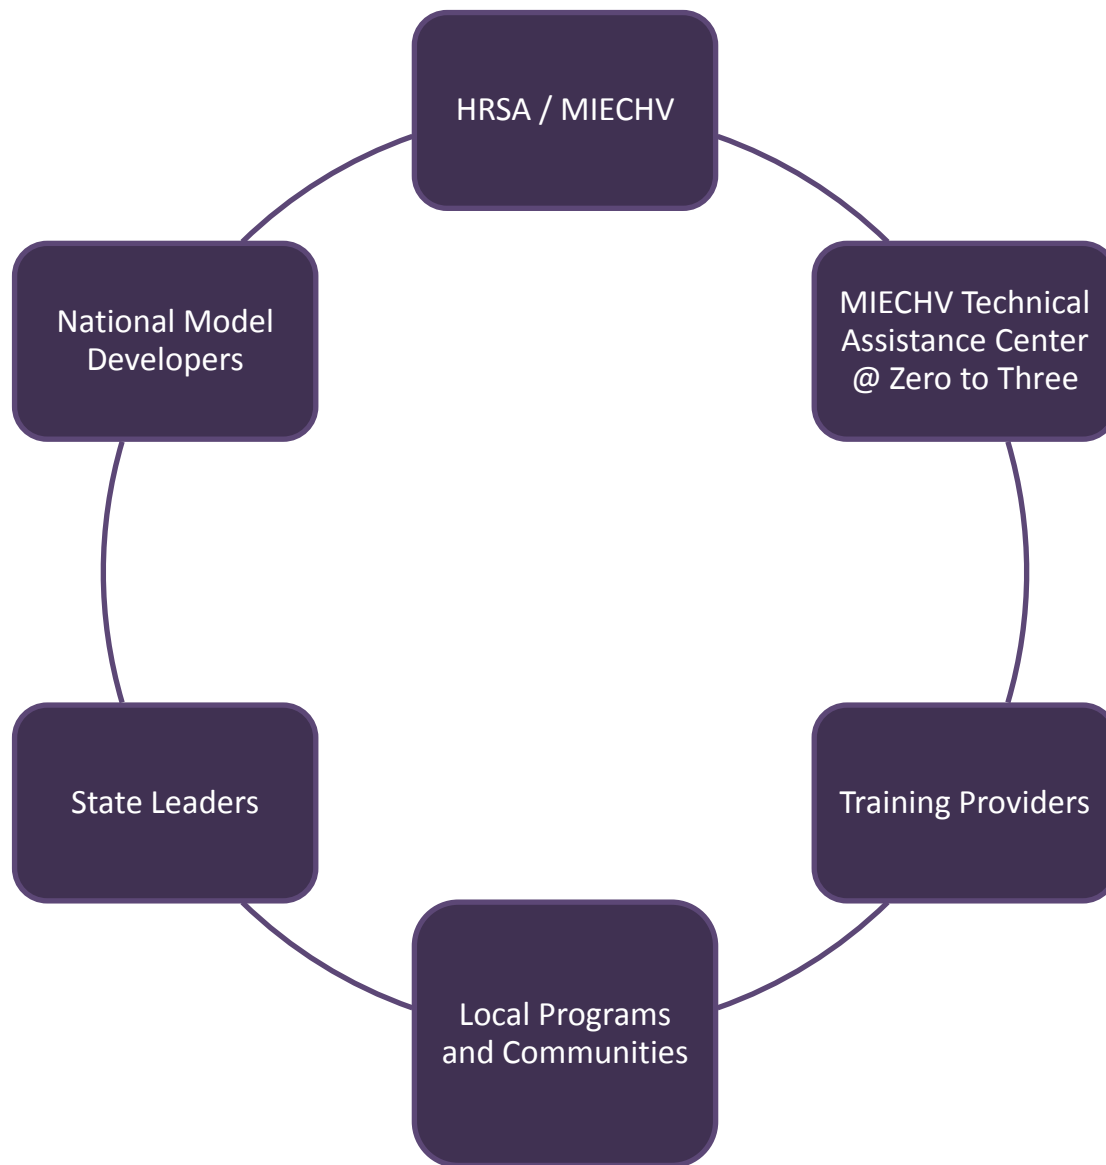 HRSA / MIECHV
MIECHV Technical
Assistance Center
@ Zero to Three
Training Providers
Local Programs
and Communities
State Leaders
National Model
Developers